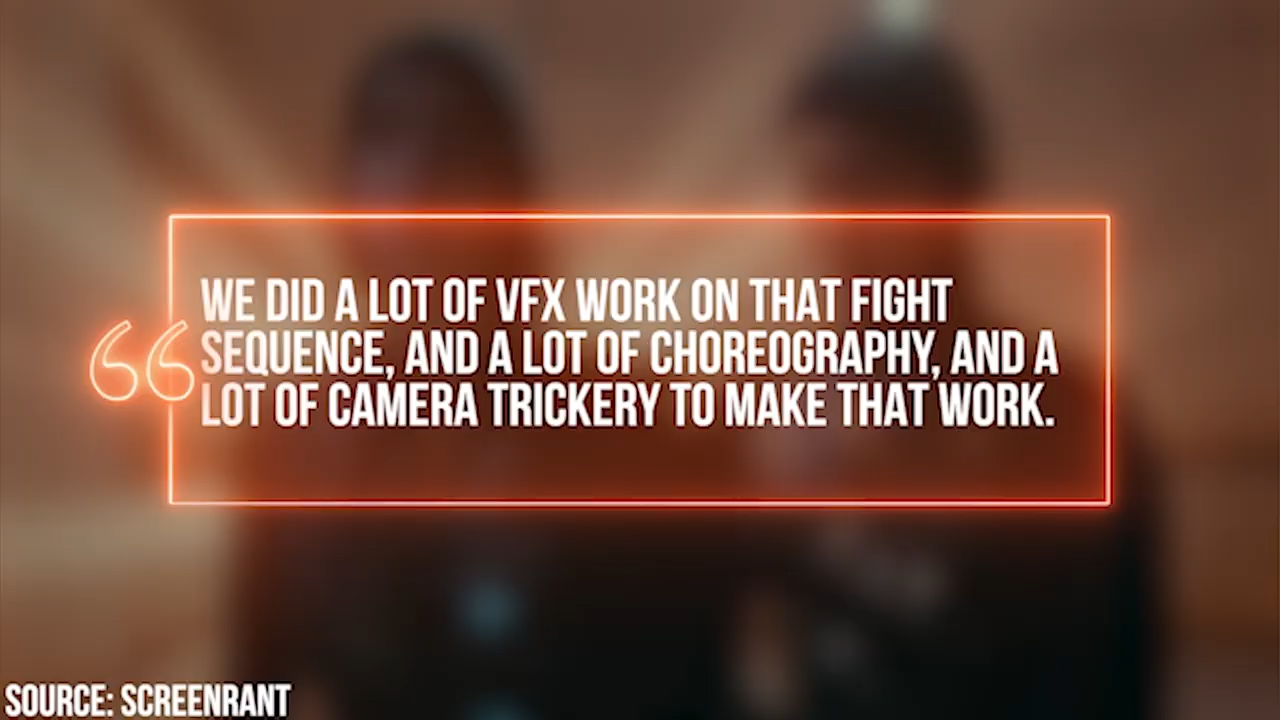 WE DID A LOT OF VFX WORK ON THAT FIGHT
SEQUENCE, AND A LOT OF CHOREOGRAPHY, AND A
LOT OF CAMERA TRICKERY TO MAKE THAT WORK.
SOURCE: SCREENRANT